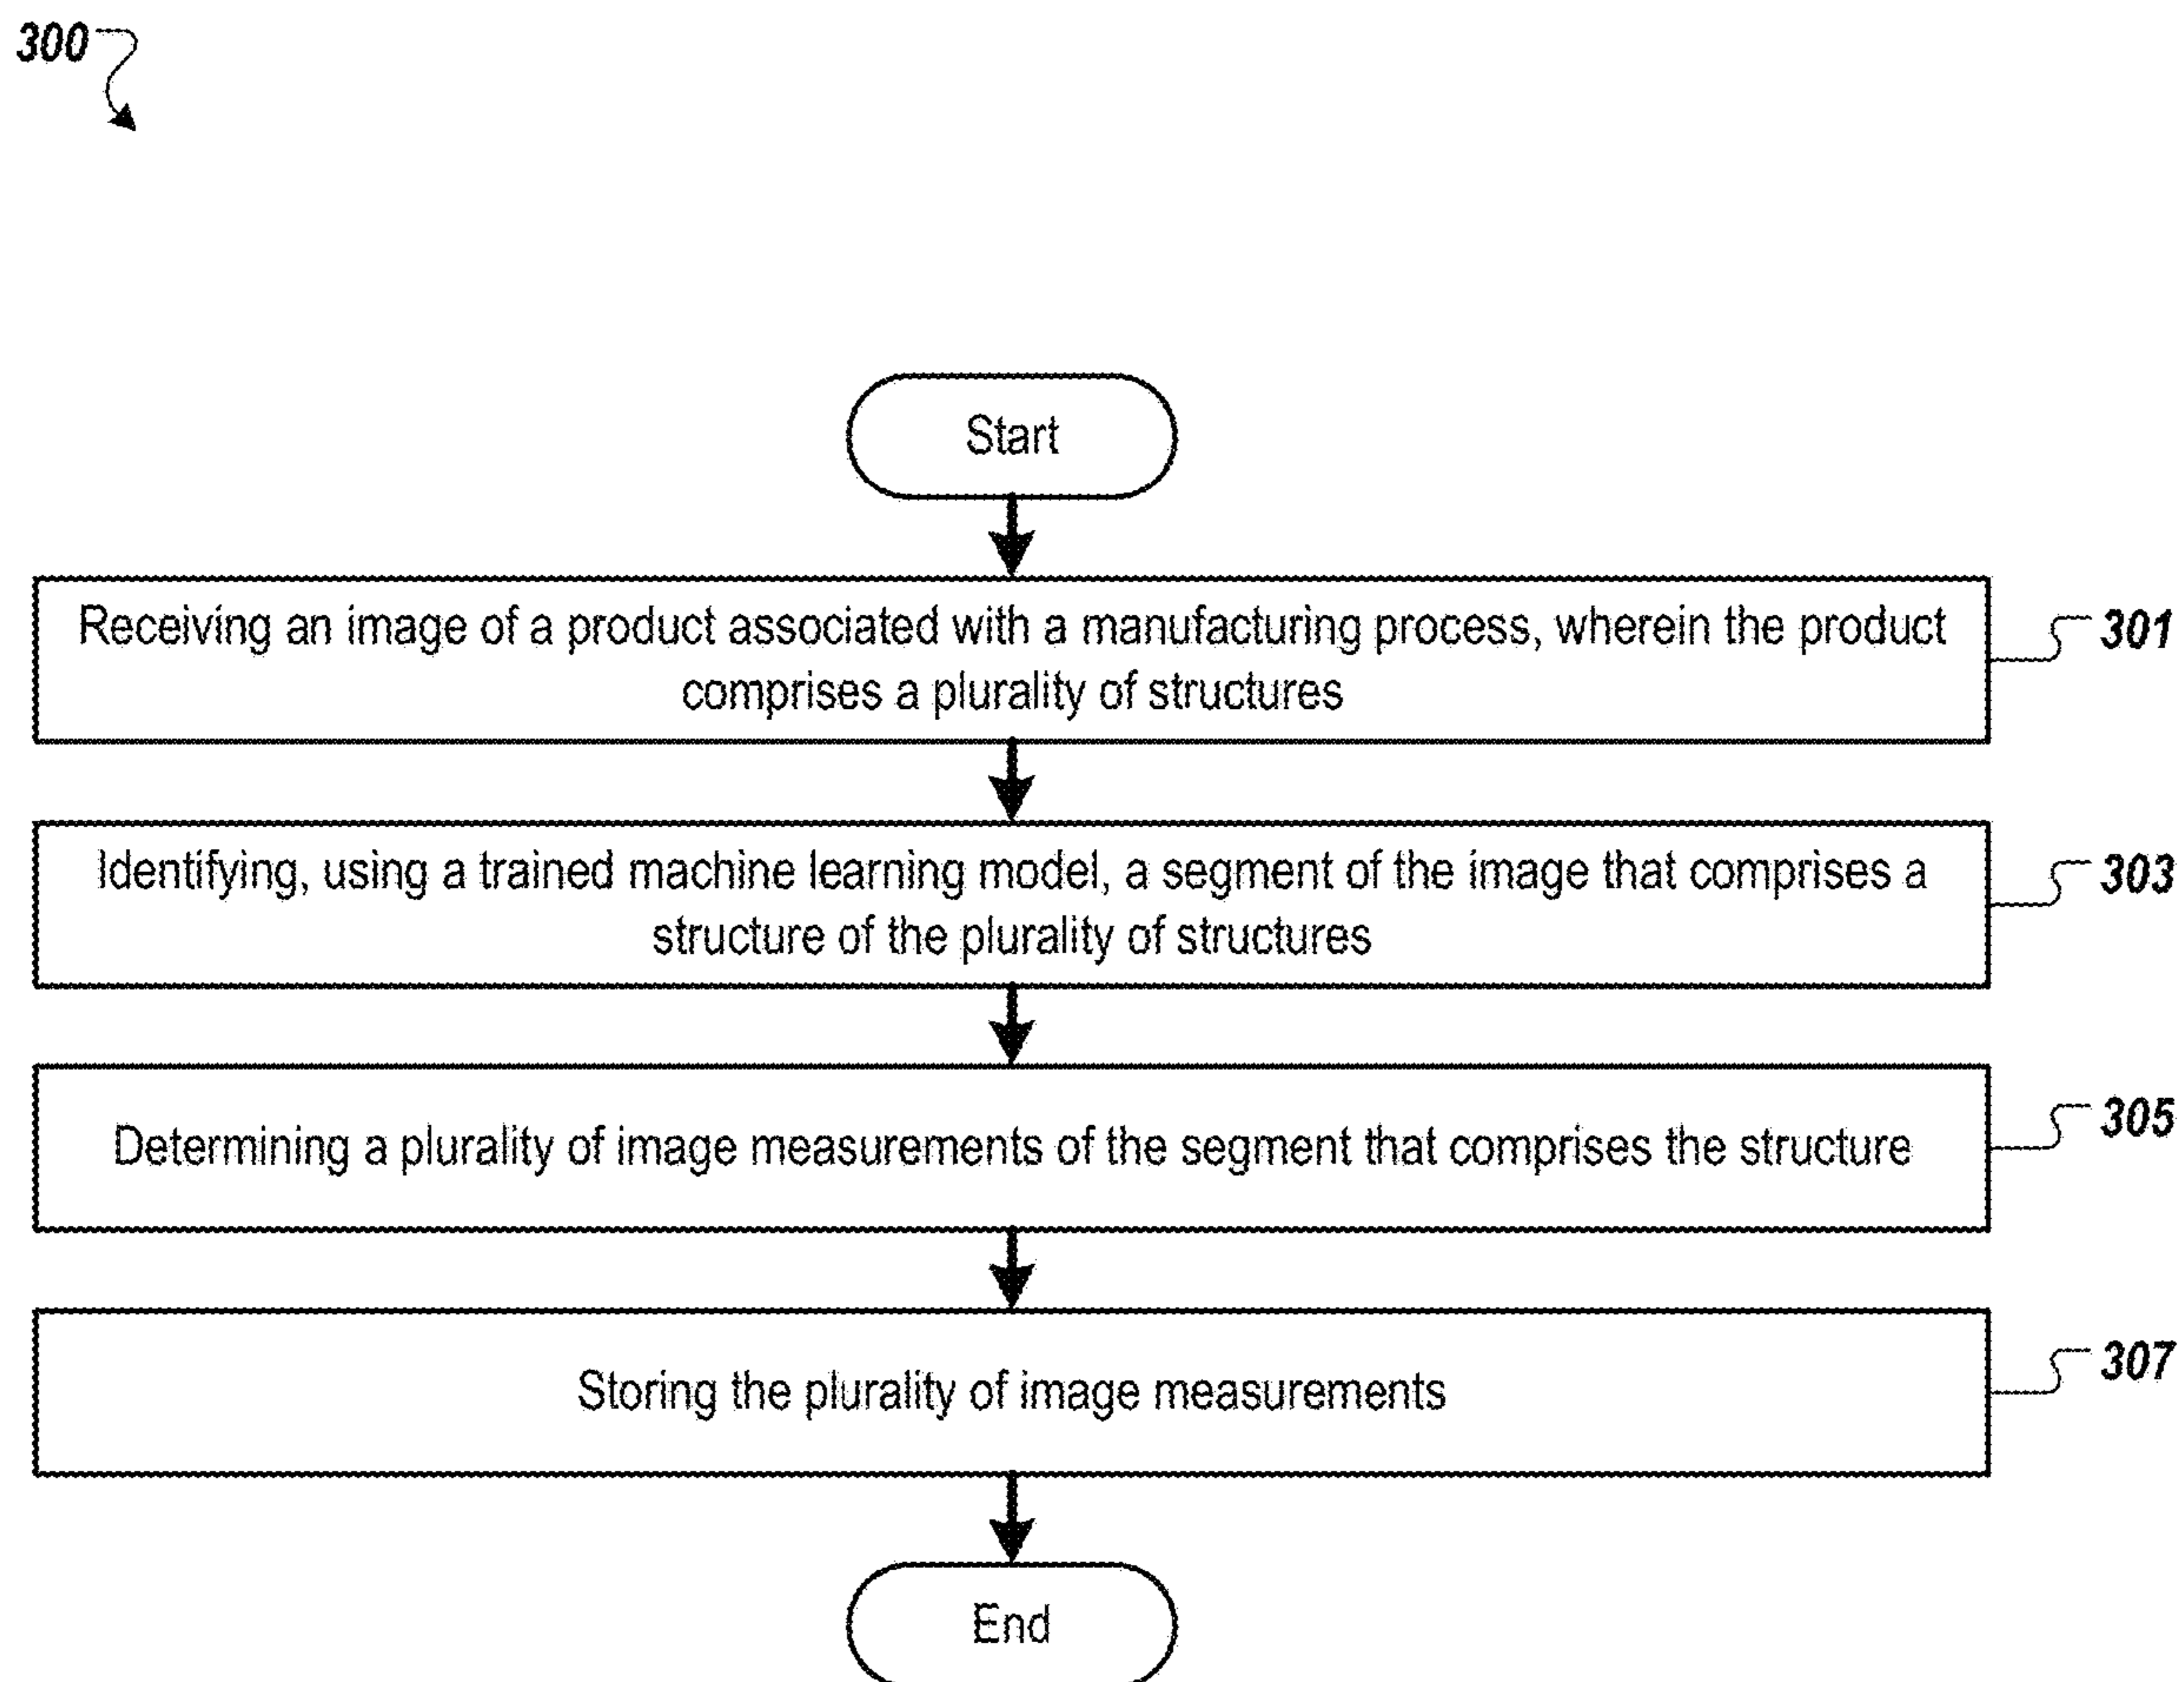 300
Start
Receiving an image of a product associated with a manufacturing process, wherein the product
comprises a plurality of structures
301
Identifying, using a trained machine learning model, a segment of the image that comprises a
structure of the plurality of structures
303
Determining a plurality of image measurements of the segment that comprises the structure
305
Storing the plurality of image measurements
307
End